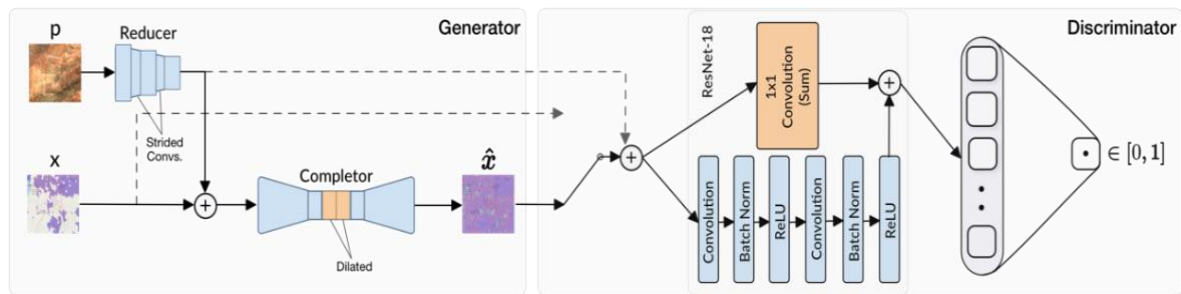 Generator
Discriminator
p
Reducer
Strided
Convs.
x
+
Completor
Dilated
x̂
+
ResNet-18
1x1
Convolution
(Sum)
+
Convolution
Batch Norm
ReLU
Convolution
Batch Norm
ReLU
∈ [0,1]